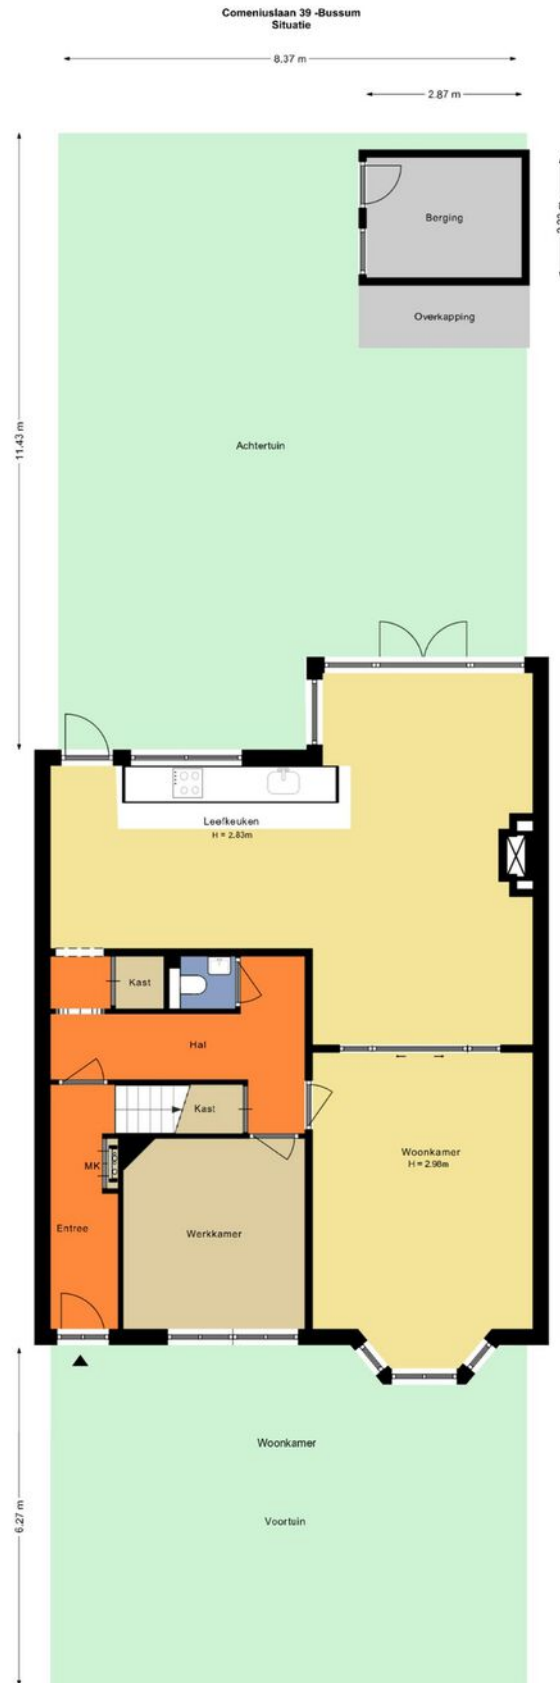 Comeniuslaan 39 -Bussum
Situatie
8.37 m
2.87 m
Berging
Overkapping
11.43 m
Achtertuin
Leefkeuken
H = 2.83m
Kast
Hal
Kast
Woonkamer
H = 2.98m
MK
Entree
Werkkamer
Woonkamer
Voortuin
6.27 m